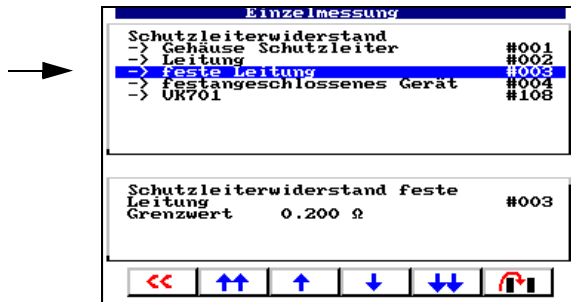 Einzelmessung
Schutzleiterwiderstand
-> Gehäuse Schutzleiter #001
-> Leitung #002
-> feste Leitung #003
-> festangeschlossenes Gerät #004
-> VK701 #108
Schutzleiterwiderstand feste
Leitung #003
Grenzwert 0.200 Ω
<<